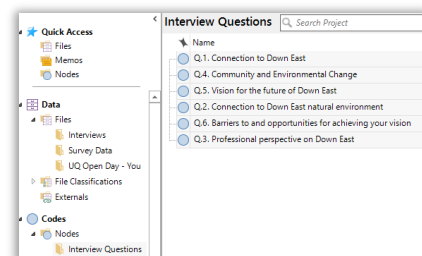 Quick Access
Files
Memos
Nodes
Data
Files
Interviews
Survey Data
UQ Open Day - You
File Classifications
Externals
Codes
Nodes
Interview Questions
Interview Questions
Search Project
Name
Q.1. Connection to Down East
Q.4. Community and Environmental Change
Q.5. Vision for the future of Down East
Q.2. Connection to Down East natural environment
Q.6. Barriers to and opportunities for achieving your vision
Q.3. Professional perspective on Down East